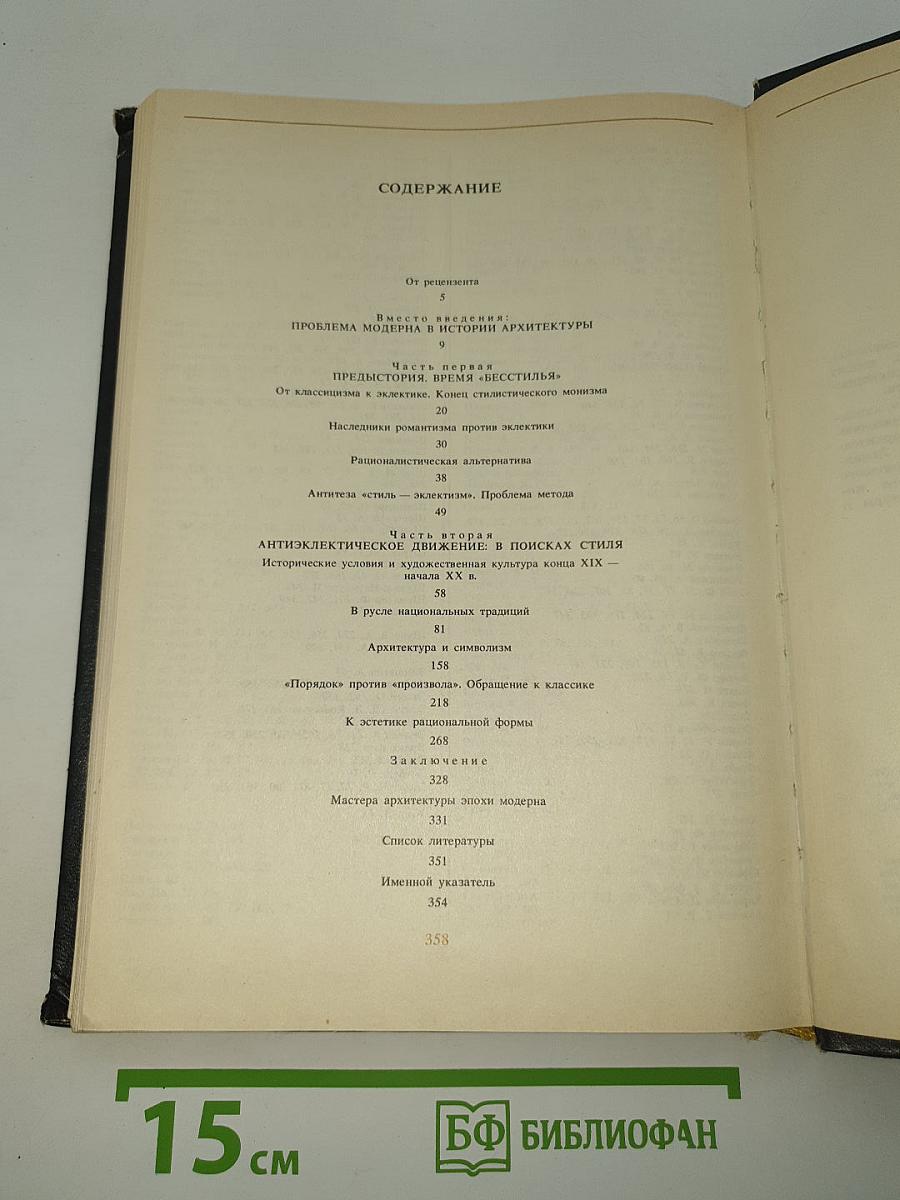 СОДЕРЖАНИЕ
От рецензента
5
Вместо введения:
ПРОБЛЕМА МОДЕРНА В ИСТОРИИ АРХИТЕКТУРЫ
9
Часть первая
ПРЕДЫСТОРИЯ. ВРЕМЯ «БЕССТИЛЬЯ»
От классицизма к эклектике. Конец стилистического монизма
20
Наследники романтизма против эклектики
30
Рационалистическая альтернатива
38
Антитеза «стиль — эклектизм». Проблема метода
49
Часть вторая
АНТИЭКЛЕКТИЧЕСКОЕ ДВИЖЕНИЕ: В ПОИСКАХ СТИЛЯ
Исторические условия и художественная культура конца XIX —
начала XX в.
58
В русле национальных традиций
81
Архитектура и символизм
158
«Порядок» против «произвола». Обращение к классике
218
К эстетике рациональной формы
268
Заключение
328
Мастера архитектуры эпохи модерна
331
Список литературы
351
Именной указатель
354
358
15 см
БФ БИБЛИОФАН